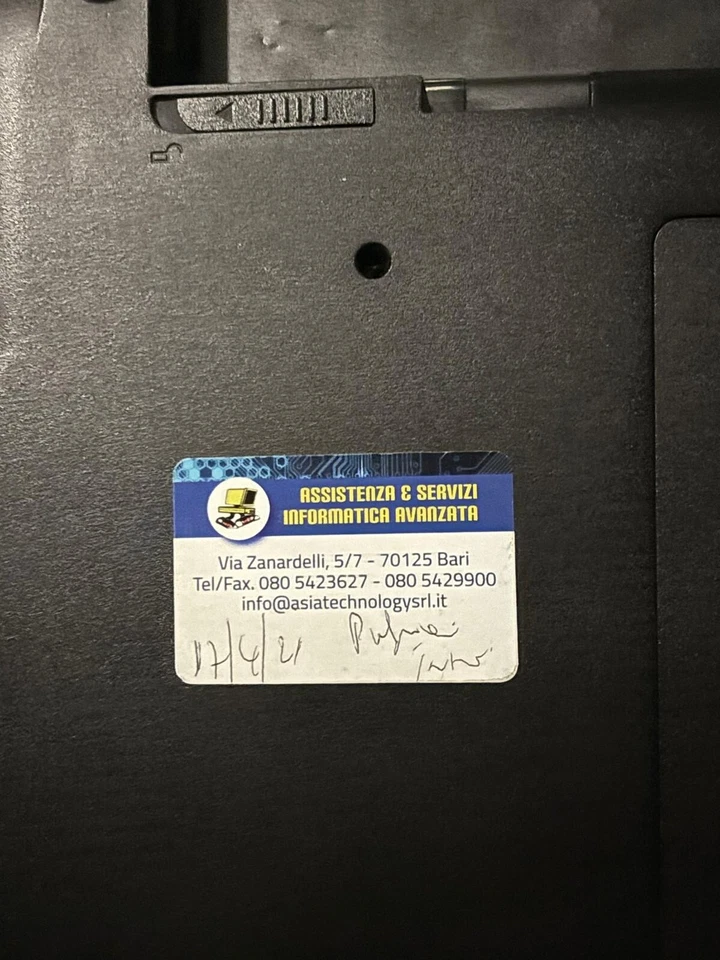 ASSISTENZA & SERVIZI
INFORMATICA AVANZATA
Via Zanardelli, 5/7 - 70125 Bari
Tel/Fax. 080 5423627 - 080 5429900
info@asiatechnologysrl.it
17/4/21